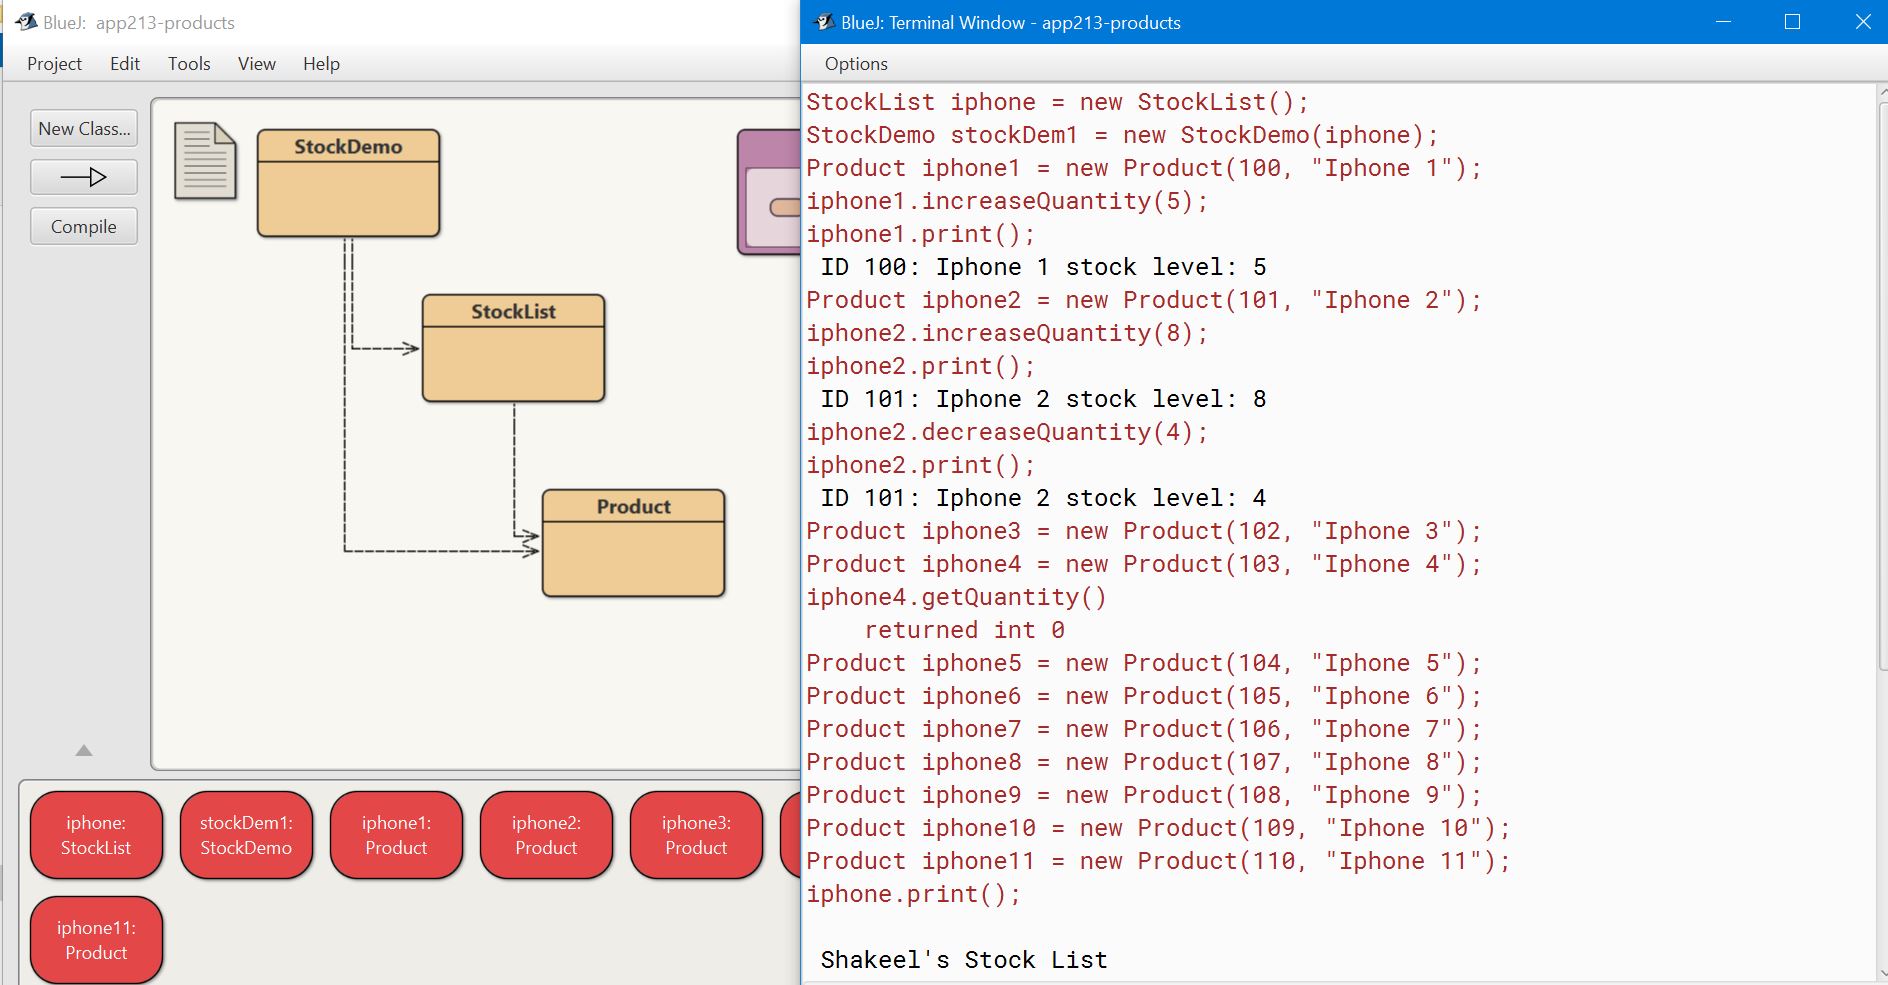 BlueJ:  app213-products
Project Edit Tools View Help
New Class...
Compile
StockDemo
StockList
Product
iphone:
StockList
stockDem1:
StockDemo
iphone1:
Product
iphone2:
Product
iphone3:
Product
iphone11:
Product
BlueJ: Terminal Window - app213-products
Options
StockList iphone = new StockList();
StockDemo stockDem1 = new StockDemo(iphone);
Product iphone1 = new Product(100, "Iphone 1");
iphone1.increaseQuantity(5);
iphone1.print();
ID 100: Iphone 1 stock level: 5
Product iphone2 = new Product(101, "Iphone 2");
iphone2.increaseQuantity(8);
iphone2.print();
ID 101: Iphone 2 stock level: 8
iphone2.decreaseQuantity(4);
iphone2.print();
ID 101: Iphone 2 stock level: 4
Product iphone3 = new Product(102, "Iphone 3");
Product iphone4 = new Product(103, "Iphone 4");
iphone4.getQuantity()
returned int 0
Product iphone5 = new Product(104, "Iphone 5");
Product iphone6 = new Product(105, "Iphone 6");
Product iphone7 = new Product(106, "Iphone 7");
Product iphone8 = new Product(107, "Iphone 8");
Product iphone9 = new Product(108, "Iphone 9");
Product iphone10 = new Product(109, "Iphone 10");
Product iphone11 = new Product(110, "Iphone 11");
iphone.print();
Shakeel's Stock List